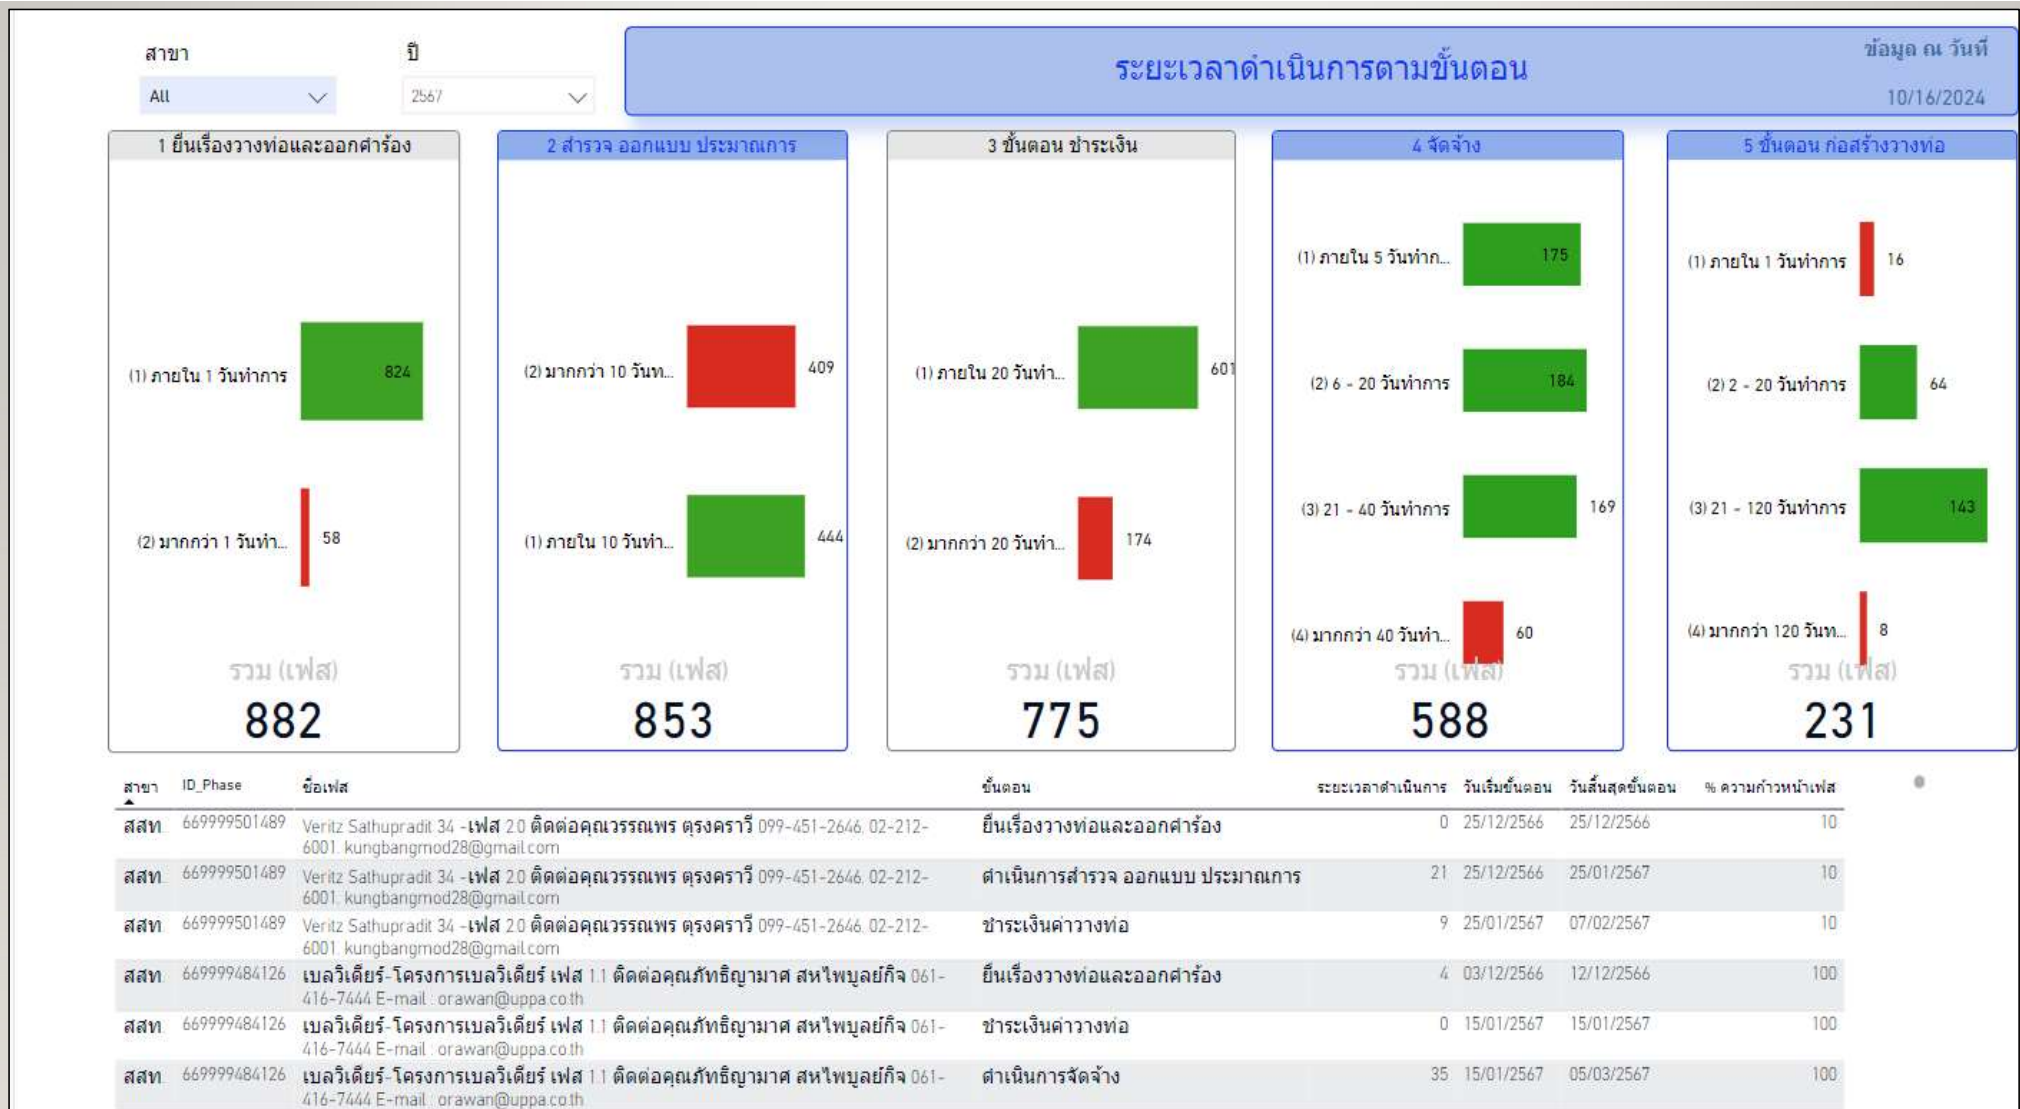 สาขา
All
ปี
2567
ระยะเวลาดำเนินการตามขั้นตอน
ข้อมูล ณ วันที่
10/16/2024
1 ยื่นเรื่องวางท่อและออกคำร้อง
(1) ภายใน 1 วันทำการ
824
(2) มากกว่า 1 วันทำ...
58
รวม (เฟส)
882
2 สำรวจ ออกแบบ ประมาณการ
(2) มากกว่า 10 วันท...
409
(1) ภายใน 10 วันทำ...
444
รวม (เฟส)
853
3 ขั้นตอน ชำระเงิน
(1) ภายใน 20 วันทำ...
601
(2) มากกว่า 20 วันทำ...
174
รวม (เฟส)
775
4 จัดจ้าง
(1) ภายใน 5 วันทำก...
175
(2) 6 - 20 วันทำการ
184
(3) 21 - 40 วันทำการ
169
(4) มากกว่า 40 วันทำ...
60
รวม (เฟส)
588
5 ขั้นตอน ก่อสร้างวางท่อ
(1) ภายใน 1 วันทำการ
16
(2) 2 - 20 วันทำการ
64
(3) 21 - 120 วันทำการ
143
(4) มากกว่า 120 วันท...
8
รวม (เฟส)
231
สาขา ID_Phase ชื่อเฟส ขั้นตอน ระยะเวลาดำเนินการ วันเริ่มขั้นตอน วันสิ้นสุดขั้นตอน % ความก้าวหน้าเฟส
สสท. 669999501489 Veritz Sathupradit 34 -เฟส 2.0 ติดต่อคุณวรรณพร ตุรงคราวี 099-451-2646, 02-212- ยื่นเรื่องวางท่อและออกคำร้อง 0 25/12/2566 25/12/2566 10
6001, kungbangmod28@gmail.com
สสท. 669999501489 Veritz Sathupradit 34 -เฟส 2.0 ติดต่อคุณวรรณพร ตุรงคราวี 099-451-2646, 02-212- ดำเนินการสำรวจ ออกแบบ ประมาณการ 21 25/12/2566 25/01/2567 10
6001, kungbangmod28@gmail.com
สสท. 669999501489 Veritz Sathupradit 34 -เฟส 2.0 ติดต่อคุณวรรณพร ตุรงคราวี 099-451-2646, 02-212- ชำระเงินค่าวางท่อ 9 25/01/2567 07/02/2567 10
6001, kungbangmod28@gmail.com
สสท. 669999484126 เบลวิเดียร์-โครงการเบลวิเดียร์ เฟส 1.1 ติดต่อคุณภัทธิญามาศ สหไพบูลย์กิจ 061- ยื่นเรื่องวางท่อและออกคำร้อง 4 03/12/2566 12/12/2566 100
416-7444 E-mail : orawan@uppa.co.th
สสท. 669999484126 เบลวิเดียร์-โครงการเบลวิเดียร์ เฟส 1.1 ติดต่อคุณภัทธิญามาศ สหไพบูลย์กิจ 061- ชำระเงินค่าวางท่อ 0 15/01/2567 15/01/2567 100
416-7444 E-mail : orawan@uppa.co.th
สสท. 669999484126 เบลวิเดียร์-โครงการเบลวิเดียร์ เฟส 1.1 ติดต่อคุณภัทธิญามาศ สหไพบูลย์กิจ 061- ดำเนินการจัดจ้าง 35 15/01/2567 05/03/2567 100
416-7444 E-mail : orawan@uppa.co.th